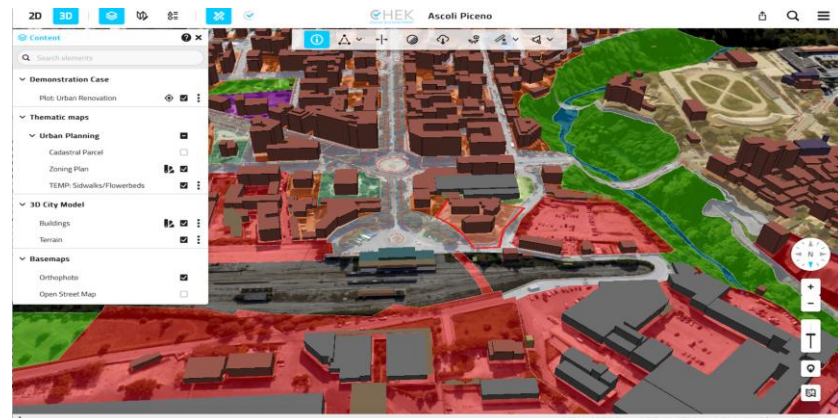 2D 3D CHEK Ascoli Piceno
Content
Search elements
Demonstration Case
Plot: Urban Renovation
Thematic maps
Urban Planning
Cadastral Parcel
Zoning Plan
TEMP: Sidwalks/Flowerbeds
3D City Model
Buildings
Terrain
Basemaps
Orthophoto
Open Street Map
N